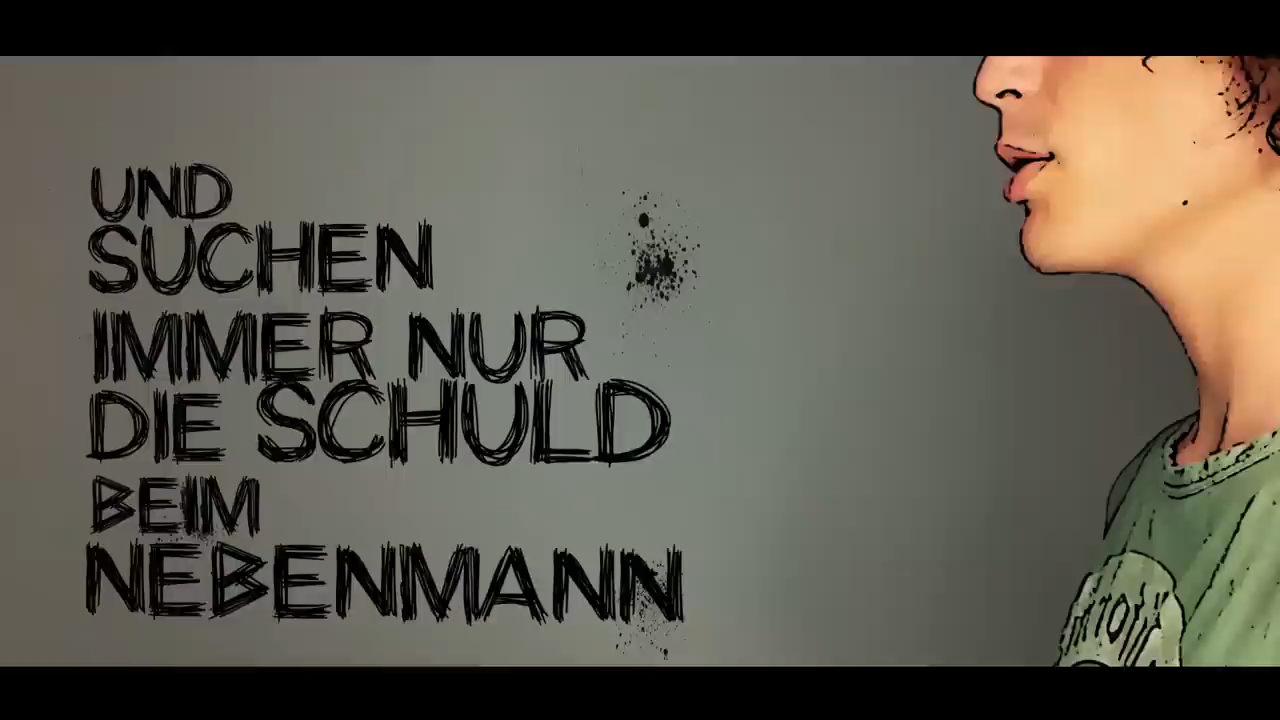 UND
SUCHEN
IMMER NUR
DIE SCHULD
BEIM
NEBENMANN